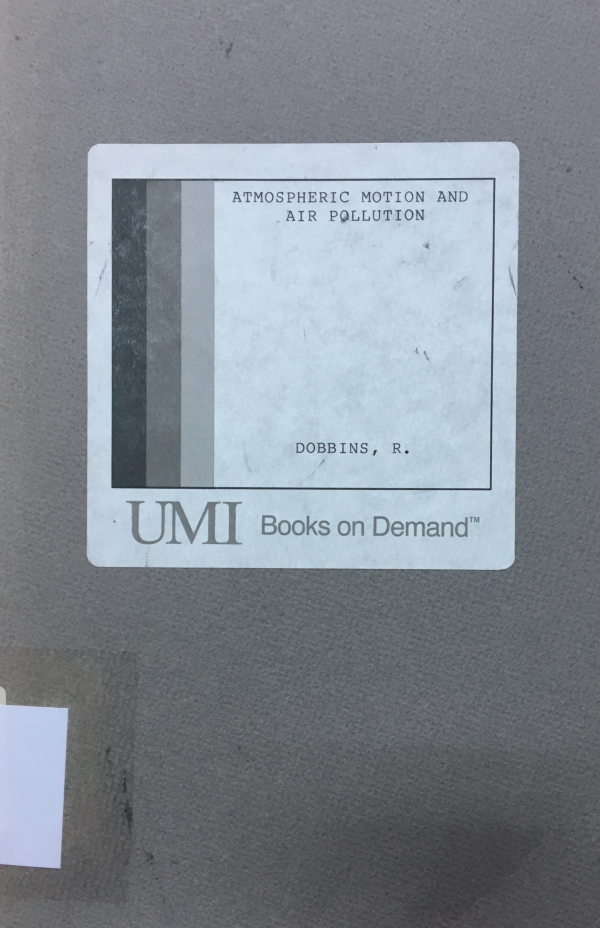 ATMOSPHERIC MOTION AND
AIR POLLUTION
DOBBINS, R.
UMI Books on Demand™